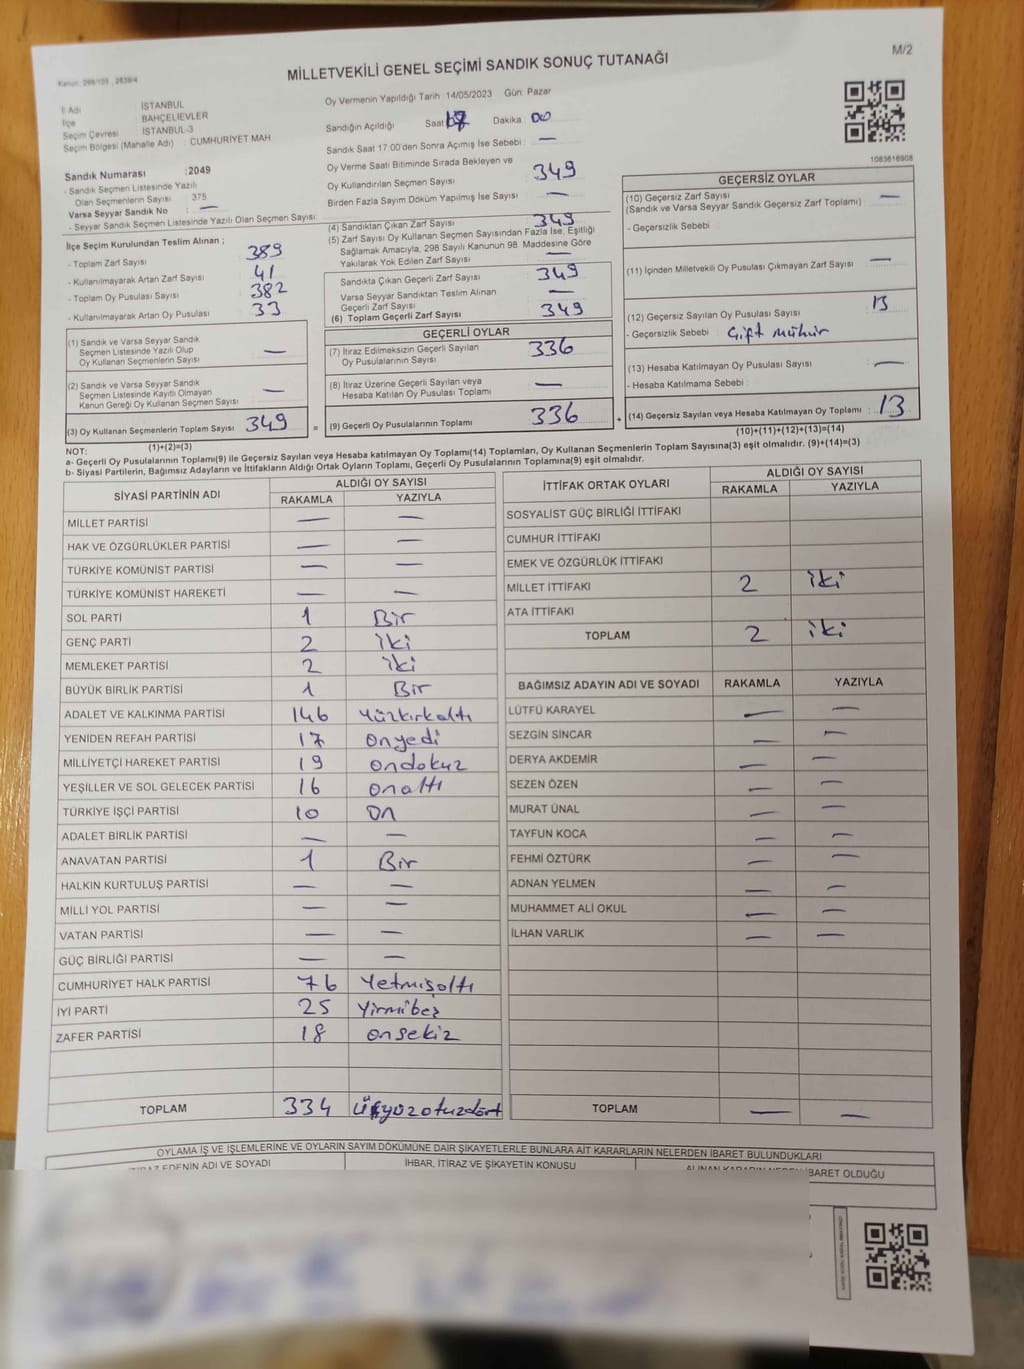 Kanun: 298/105 , 2839/4
M/2
MİLLETVEKİLİ GENEL SEÇİMİ SANDIK SONUÇ TUTANAĞI
İl Adı İSTANBUL
İlçe BAHÇELİEVLER
Seçim Çevresi İSTANBUL-3
Seçim Bölgesi (Mahalle Adı) : CUMHURİYET MAH
Sandık Numarası :2049
- Sandık Seçmen Listesinde Yazılı
Olan Seçmenlerin Sayısı : 375
Varsa Seyyar Sandık No : —
- Seyyar Sandık Seçmen Listesinde Yazılı Olan Seçmen Sayısı:
İlçe Seçim Kurulundan Teslim Alınan ;
- Toplam Zarf Sayısı 389
- Kullanılmayarak Artan Zarf Sayısı 41
- Toplam Oy Pusulası Sayısı 382
- Kullanılmayarak Artan Oy Pusulası 33
(1) Sandık ve Varsa Seyyar Sandık
Seçmen Listesinde Yazılı Olup
Oy Kullanan Seçmenlerin Sayısı —
(2) Sandık ve Varsa Seyyar Sandık
Seçmen Listesinde Kayıtlı Olmayan
Kanun Gereği Oy Kullanan Seçmen Sayısı —
(3) Oy Kullanan Seçmenlerin Toplam Sayısı 349
(1)+(2)=(3)
Oy Vermenin Yapıldığı Tarih :14/05/2023 Gün: Pazar
Sandığın Açıldığı Saat 17 Dakika 00
Sandık Saat 17:00'den Sonra Açımış İse Sebebi : —
Oy Verme Saati Bitiminde Sırada Bekleyen ve
Oy Kullandırılan Seçmen Sayısı 349
Birden Fazla Sayım Döküm Yapılmış İse Sayısı : —
(4) Sandıktan Çıkan Zarf Sayısı 349
(5) Zarf Sayısı Oy Kullanan Seçmen Sayısından Fazla İse, Eşitliği
Sağlamak Amacıyla, 298 Sayılı Kanunun 98. Maddesine Göre
Yakılarak Yok Edilen Zarf Sayısı —
Sandıkta Çıkan Geçerli Zarf Sayısı 349
Varsa Seyyar Sandıktan Teslim Alınan
Geçerli Zarf Sayısı —
(6) Toplam Geçerli Zarf Sayısı 349
GEÇERLİ OYLAR
(7) İtiraz Edilmeksizin Geçerli Sayılan
Oy Pusulalarının Sayısı 336
(8) İtiraz Üzerine Geçerli Sayılan veya
Hesaba Katılan Oy Pusulası Toplamı —
= (9) Geçerli Oy Pusulalarının Toplamı 336
1083616908
GEÇERSİZ OYLAR
(10) Geçersiz Zarf Sayısı
(Sandık ve Varsa Seyyar Sandık Geçersiz Zarf Toplamı) —
- Geçersizlik Sebebi
(11) İçinden Milletvekili Oy Pusulası Çıkmayan Zarf Sayısı —
(12) Geçersiz Sayılan Oy Pusulası Sayısı 13
- Geçersizlik Sebebi : Çift mühür
(13) Hesaba Katılmayan Oy Pusulası Sayısı —
- Hesaba Katılmama Sebebi :
+ (14) Geçersiz Sayılan veya Hesaba Katılmayan Oy Toplamı : 13
(10)+(11)+(12)+(13)=(14)
NOT:
a- Geçerli Oy Pusulalarının Toplamı(9) ile Geçersiz Sayılan veya Hesaba katılmayan Oy Toplamı(14) Toplamları, Oy Kullanan Seçmenlerin Toplam Sayısına(3) eşit olmalıdır. (9)+(14)=(3)
b- Siyasi Partilerin, Bağımsız Adayların ve İttifakların Aldığı Ortak Oyların Toplamı, Geçerli Oy Pusulalarının Toplamına(9) eşit olmalıdır.
SİYASİ PARTİNİN ADI ALDIĞI OY SAYISI
RAKAMLA YAZIYLA
MİLLET PARTİSİ — —
HAK VE ÖZGÜRLÜKLER PARTİSİ — —
TÜRKİYE KOMÜNİST PARTİSİ — —
TÜRKİYE KOMÜNİST HAREKETİ — —
SOL PARTİ 1 Bir
GENÇ PARTİ 2 iki
MEMLEKET PARTİSİ 2 iki
BÜYÜK BİRLİK PARTİSİ 1 Bir
ADALET VE KALKINMA PARTİSİ 146 Yüzkırkaltı
YENİDEN REFAH PARTİSİ 17 onyedi
MİLLİYETÇİ HAREKET PARTİSİ 19 ondokuz
YEŞİLLER VE SOL GELECEK PARTİSİ 16 onaltı
TÜRKİYE İŞÇİ PARTİSİ 10 On
ADALET BİRLİK PARTİSİ — —
ANAVATAN PARTİSİ 1 Bir
HALKIN KURTULUŞ PARTİSİ — —
MİLLİ YOL PARTİSİ — —
VATAN PARTİSİ — —
GÜÇ BİRLİĞİ PARTİSİ — —
CUMHURİYET HALK PARTİSİ 76 Yetmişaltı
İYİ PARTİ 25 Yirmibeş
ZAFER PARTİSİ 18 onsekiz
TOPLAM 334 üçyüzotuzdört
İTTİFAK ORTAK OYLARI ALDIĞI OY SAYISI
RAKAMLA YAZIYLA
SOSYALİST GÜÇ BİRLİĞİ İTTİFAKI
CUMHUR İTTİFAKI
EMEK VE ÖZGÜRLÜK İTTİFAKI
MİLLET İTTİFAKI 2 iki
ATA İTTİFAKI
TOPLAM 2 iki
BAĞIMSIZ ADAYIN ADI VE SOYADI RAKAMLA YAZIYLA
LÜTFÜ KARAYEL — —
SEZGİN SİNCAR — —
DERYA AKDEMİR — —
SEZEN ÖZEN — —
MURAT ÜNAL — —
TAYFUN KOCA — —
FEHMİ ÖZTÜRK — —
ADNAN YELMEN — —
MUHAMMET ALİ OKUL — —
İLHAN VARLIK — —
TOPLAM — —
OYLAMA İŞ VE İŞLEMLERİNE VE OYLARIN SAYIM DÖKÜMÜNE DAİR ŞİKAYETLERLE BUNLARA AİT KARARLARIN NELERDEN İBARET BULUNDUKLARI
İTİRAZ EDENİN ADI VE SOYADI İHBAR, İTİRAZ VE ŞİKAYETİN KONUSU ALINAN KARARIN NEDEN İBARET OLDUĞU